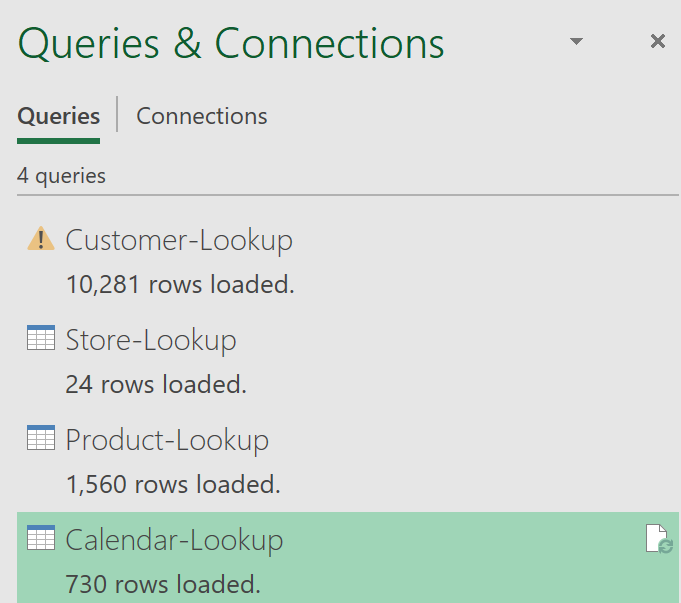 Queries & Connections
Queries
Connections
4 queries
Customer-Lookup
10,281 rows loaded.
Store-Lookup
24 rows loaded.
Product-Lookup
1,560 rows loaded.
Calendar-Lookup
730 rows loaded.